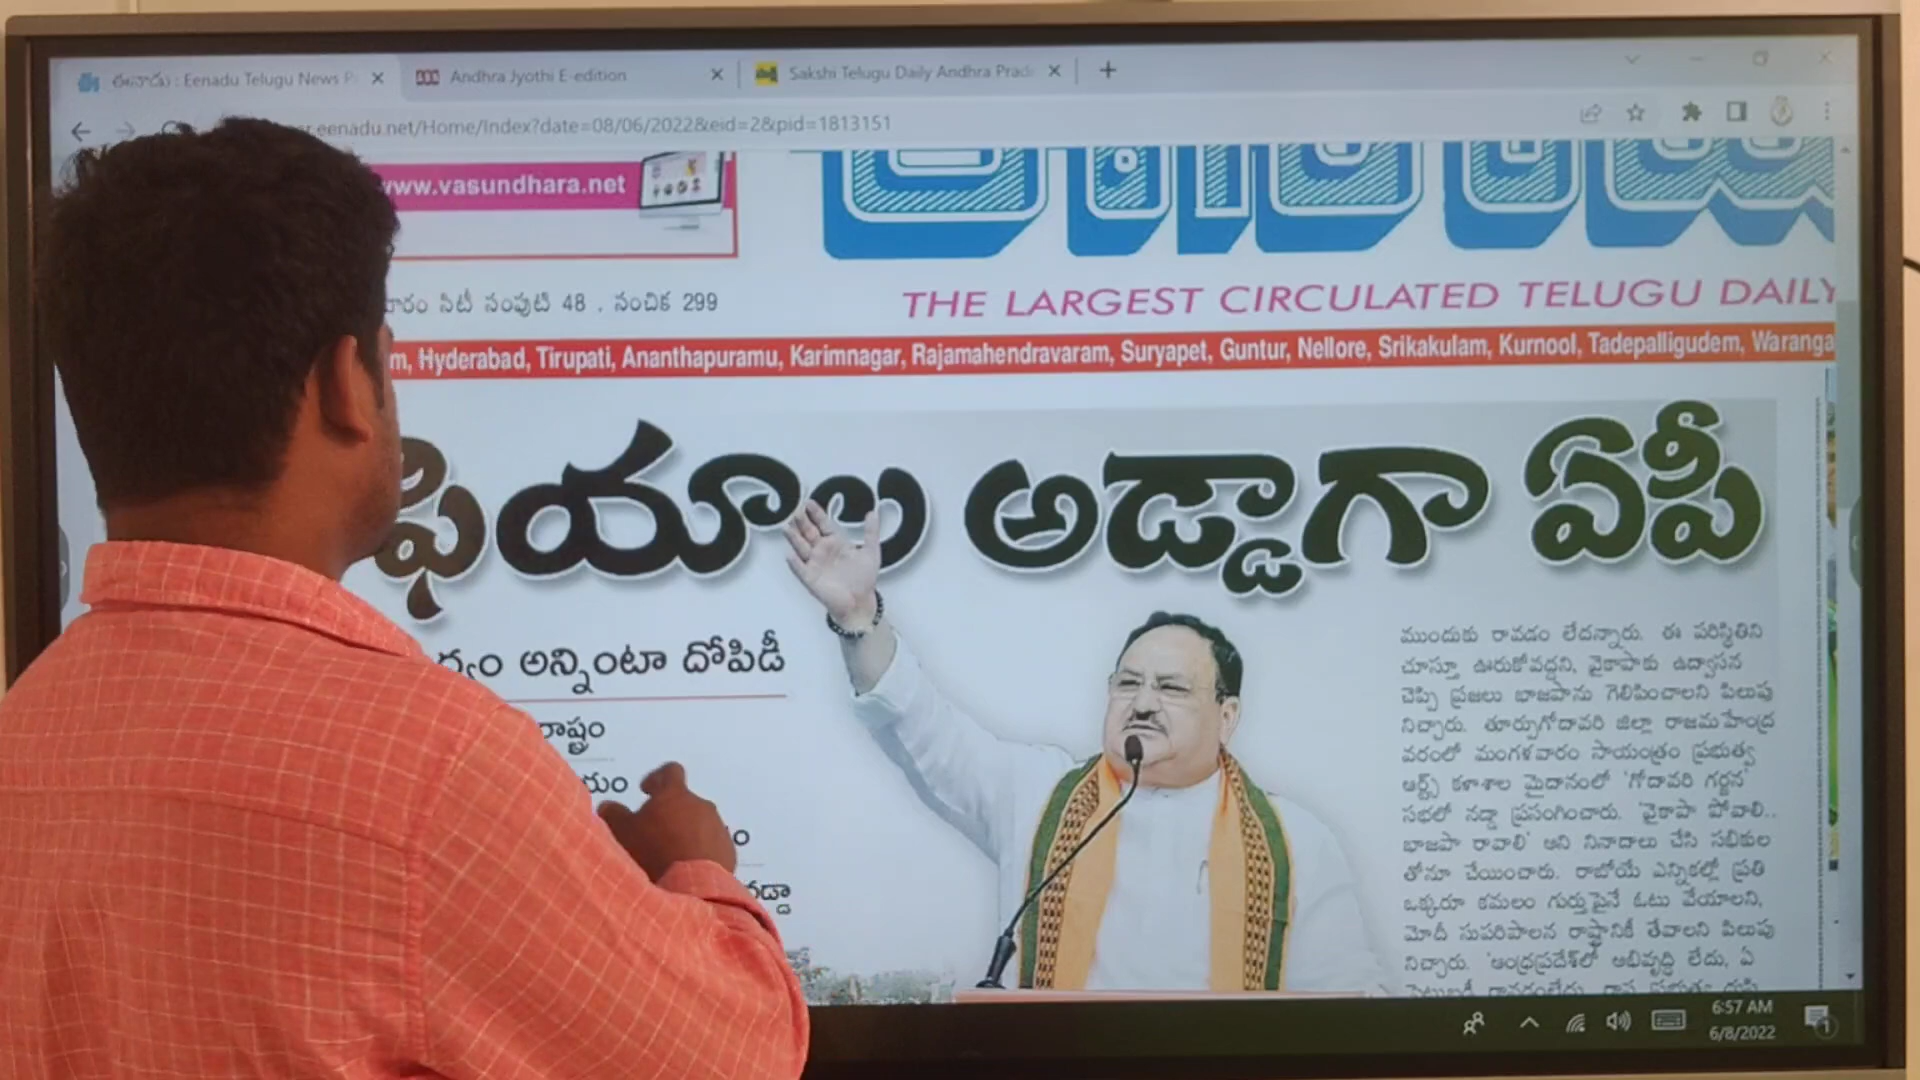 ఈనాడు : Eenadu Telugu News P
Andhra Jyothi E-edition
Sakshi Telugu Daily Andhra Prad
eenadu.net/Home/Index?date=08/06/2022&eid=2&pid=1813151
www.vasundhara.net
సిటీ సంపుటి 48 . సంచిక 299
THE LARGEST CIRCULATED TELUGU DAILY
Hyderabad, Tirupati, Ananthapuramu, Karimnagar, Rajamahendravaram, Suryapet, Guntur, Nellore, Srikakulam, Kurnool, Tadepalligudem, Waranga
ఫియాల అడ్డాగా ఏపీ
అన్నింటా దోపిడీ
రాష్ట్రం
నడ్డా
ముందుకు రావడం లేదన్నారు. ఈ పరిస్థితిని
చూస్తూ ఊరుకోవద్దని, వైకాపాకు ఉద్వాసన
చెప్పి ప్రజలు భాజపాను గెలిపించాలని పిలుపు
నిచ్చారు. తూర్పుగోదావరి జిల్లా రాజమహేంద్ర
వరంలో మంగళవారం సాయంత్రం ప్రభుత్వ
ఆర్ట్స్ కళాశాల మైదానంలో 'గోదావరి గర్జన'
సభలో నడ్డా ప్రసంగించారు. 'వైకాపా పోవాలి..
భాజపా రావాలి' అని నినాదాలు చేసి సభికుల
తోనూ చేయించారు. రాబోయే ఎన్నికల్లో ప్రతి
ఒక్కరూ కమలం గుర్తుపైనే ఓటు వేయాలని,
మోదీ సుపరిపాలన రాష్ట్రానికీ తేవాలని పిలుపు
నిచ్చారు. 'ఆంధ్రప్రదేశ్‌లో అభివృద్ధి లేదు, ఏ
6:57 AM
6/8/2022
1